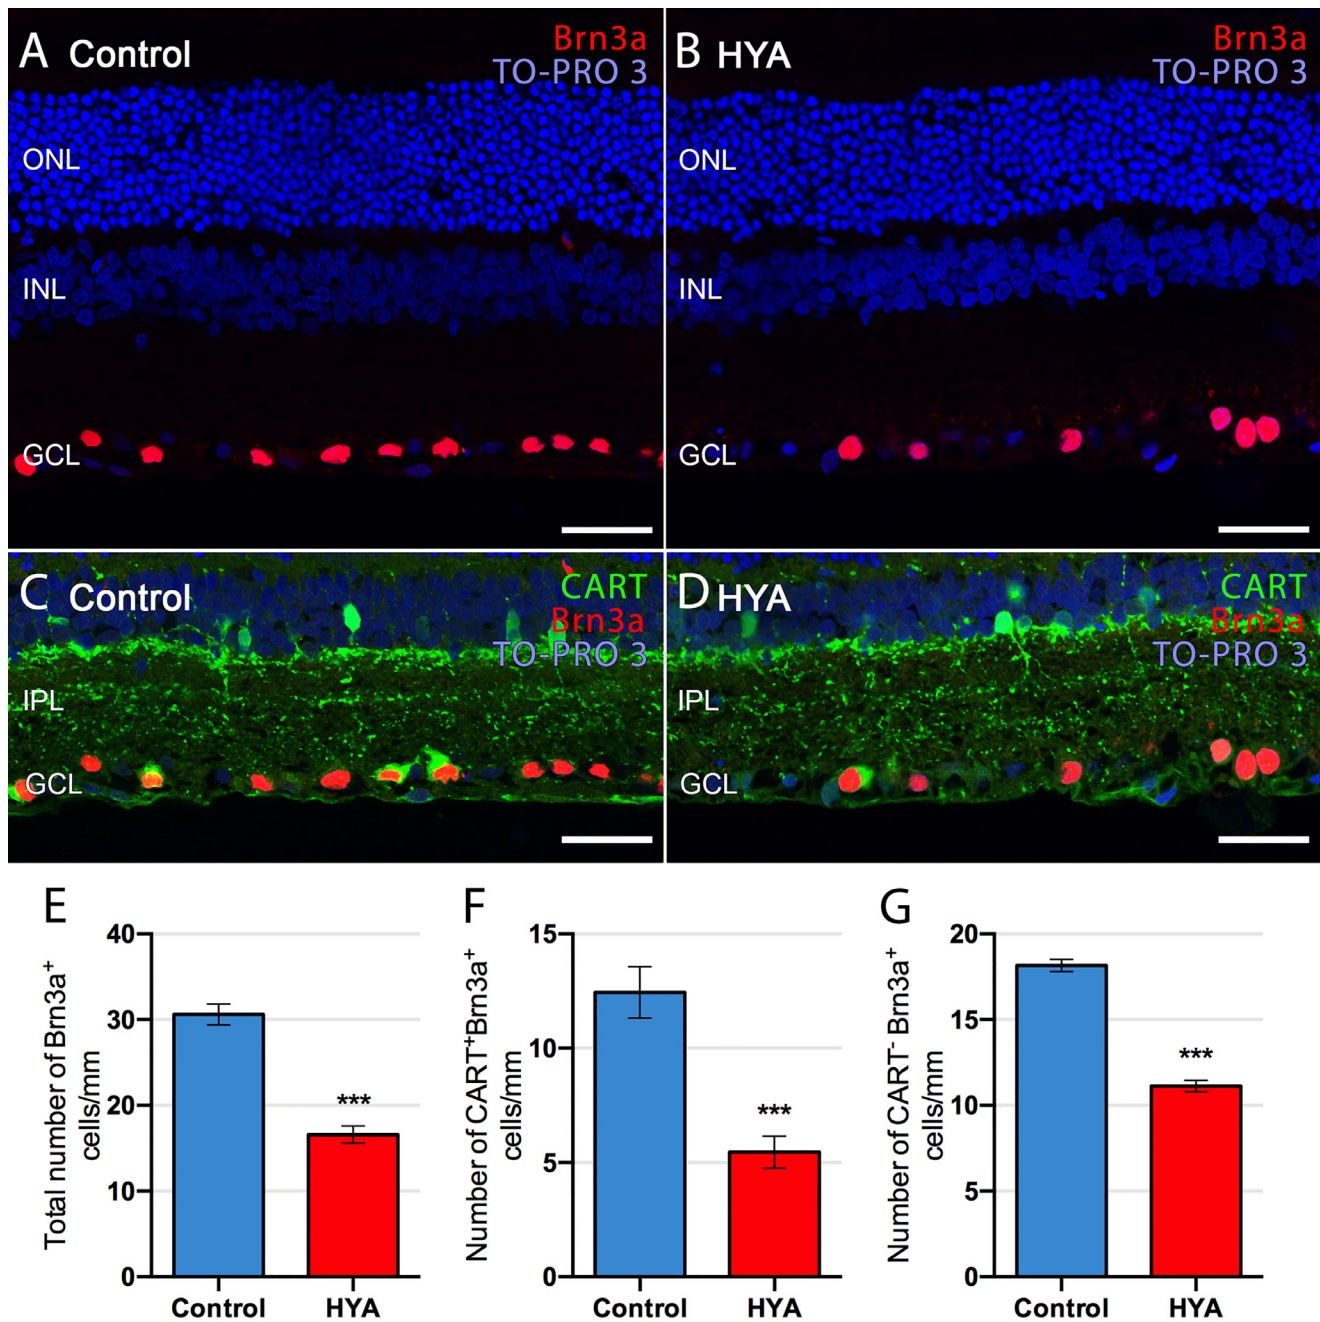 A Control
Brn3a
TO-PRO 3
ONL
INL
GCL
B HYA
Brn3a
TO-PRO 3
ONL
INL
GCL
C Control
CART
Brn3a
TO-PRO 3
IPL
GCL
D HYA
CART
Brn3a
TO-PRO 3
IPL
GCL
E
Total number of Brn3a⁺
cells/mm
40
30
20
10
0
***
Control HYA
F
Number of CART⁺Brn3a⁺
cells/mm
15
10
5
0
***
Control HYA
G
Number of CART⁻ Brn3a⁺
cells/mm
20
15
10
5
0
***
Control HYA